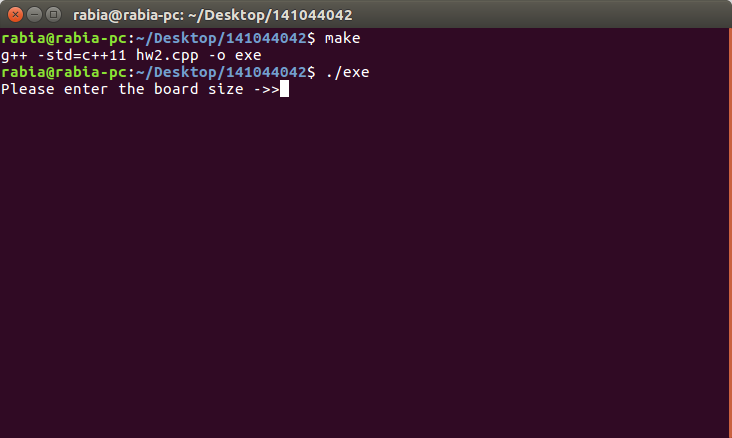 rabia@rabia-pc: ~/Desktop/141044042
rabia@rabia-pc:~/Desktop/141044042$ make
g++ -std=c++11 hw2.cpp -o exe
rabia@rabia-pc:~/Desktop/141044042$ ./exe
Please enter the board size ->>